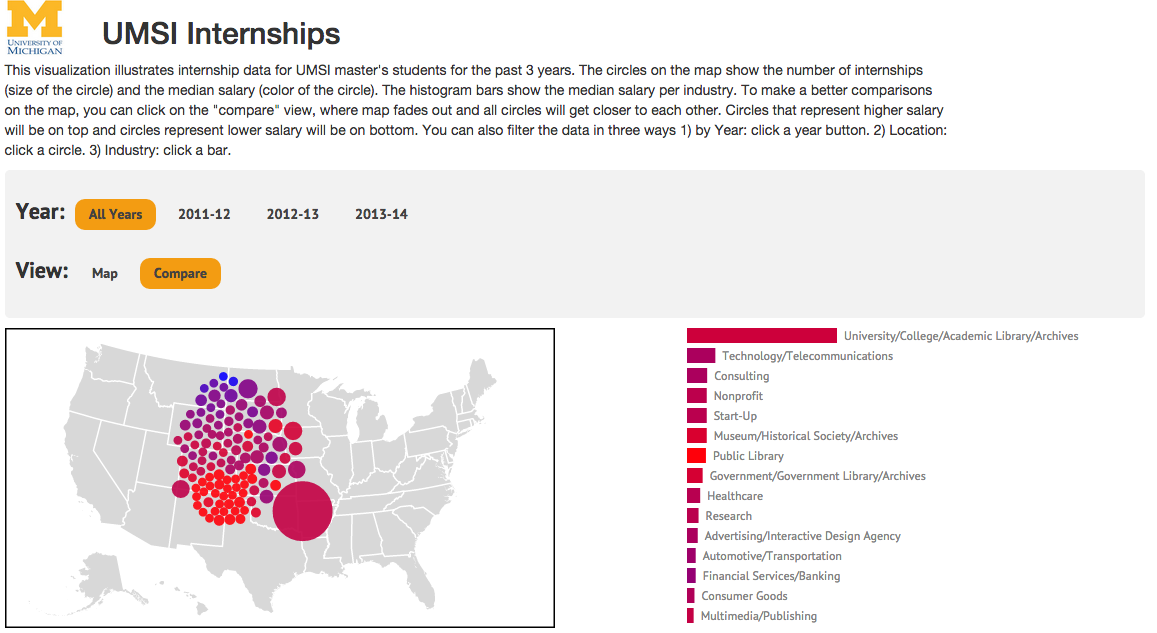 UNIVERSITY OF
MICHIGAN
UMSI Internships
This visualization illustrates internship data for UMSI master's students for the past 3 years. The circles on the map show the number of internships
(size of the circle) and the median salary (color of the circle). The histogram bars show the median salary per industry. To make a better comparisons
on the map, you can click on the "compare" view, where map fades out and all circles will get closer to each other. Circles that represent higher salary
will be on top and circles represent lower salary will be on bottom. You can also filter the data in three ways 1) by Year: click a year button. 2) Location:
click a circle. 3) Industry: click a bar.
Year: All Years 2011-12 2012-13 2013-14
View: Map Compare
University/College/Academic Library/Archives
Technology/Telecommunications
Consulting
Nonprofit
Start-Up
Museum/Historical Society/Archives
Public Library
Government/Government Library/Archives
Healthcare
Research
Advertising/Interactive Design Agency
Automotive/Transportation
Financial Services/Banking
Consumer Goods
Multimedia/Publishing